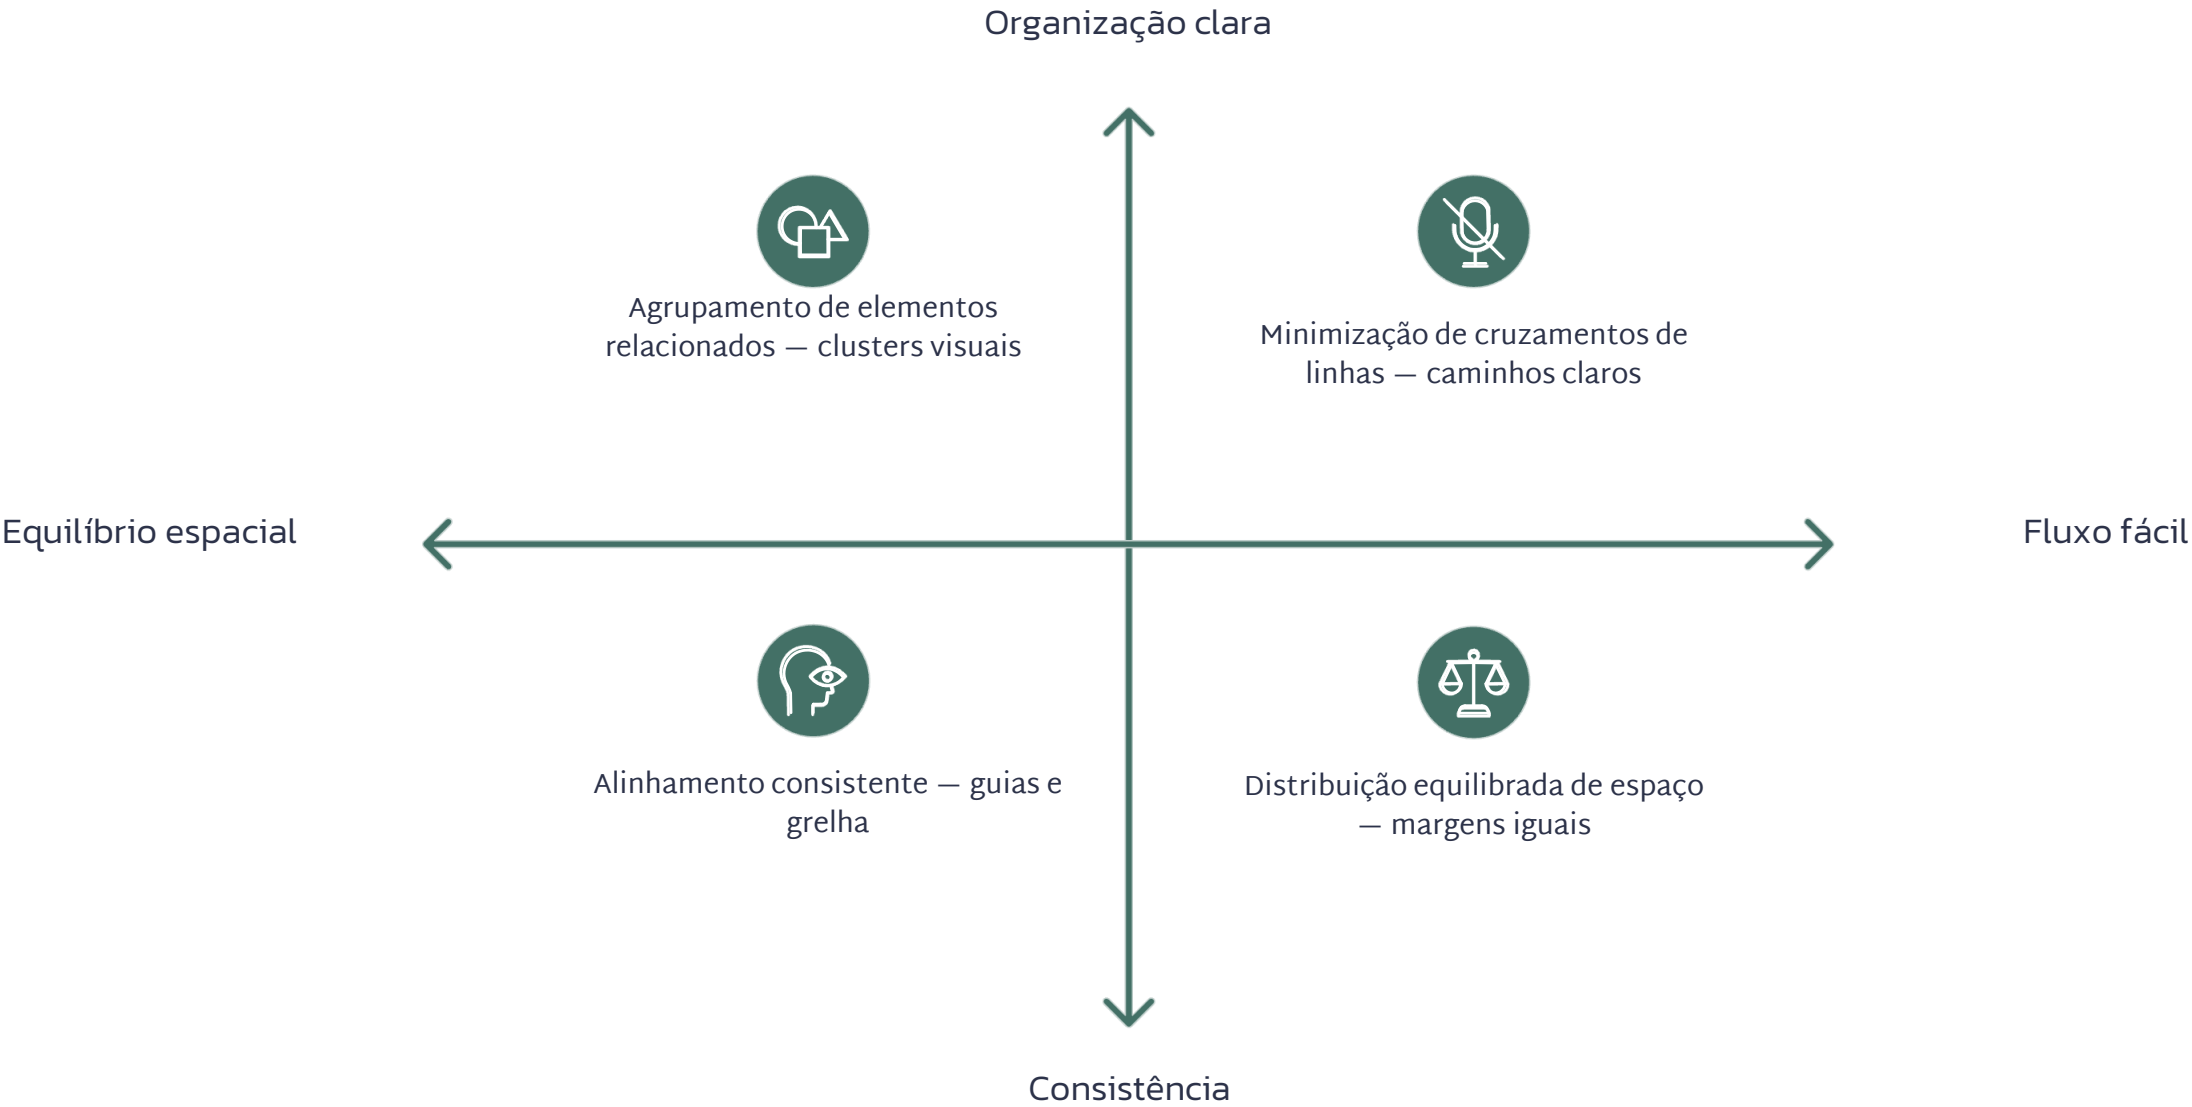 Organização clara
Agrupamento de elementos
relacionados — clusters visuais
Minimização de cruzamentos de
linhas — caminhos claros
Equilíbrio espacial
Fluxo fácil
Alinhamento consistente — guias e
grelha
Distribuição equilibrada de espaço
— margens iguais
Consistência